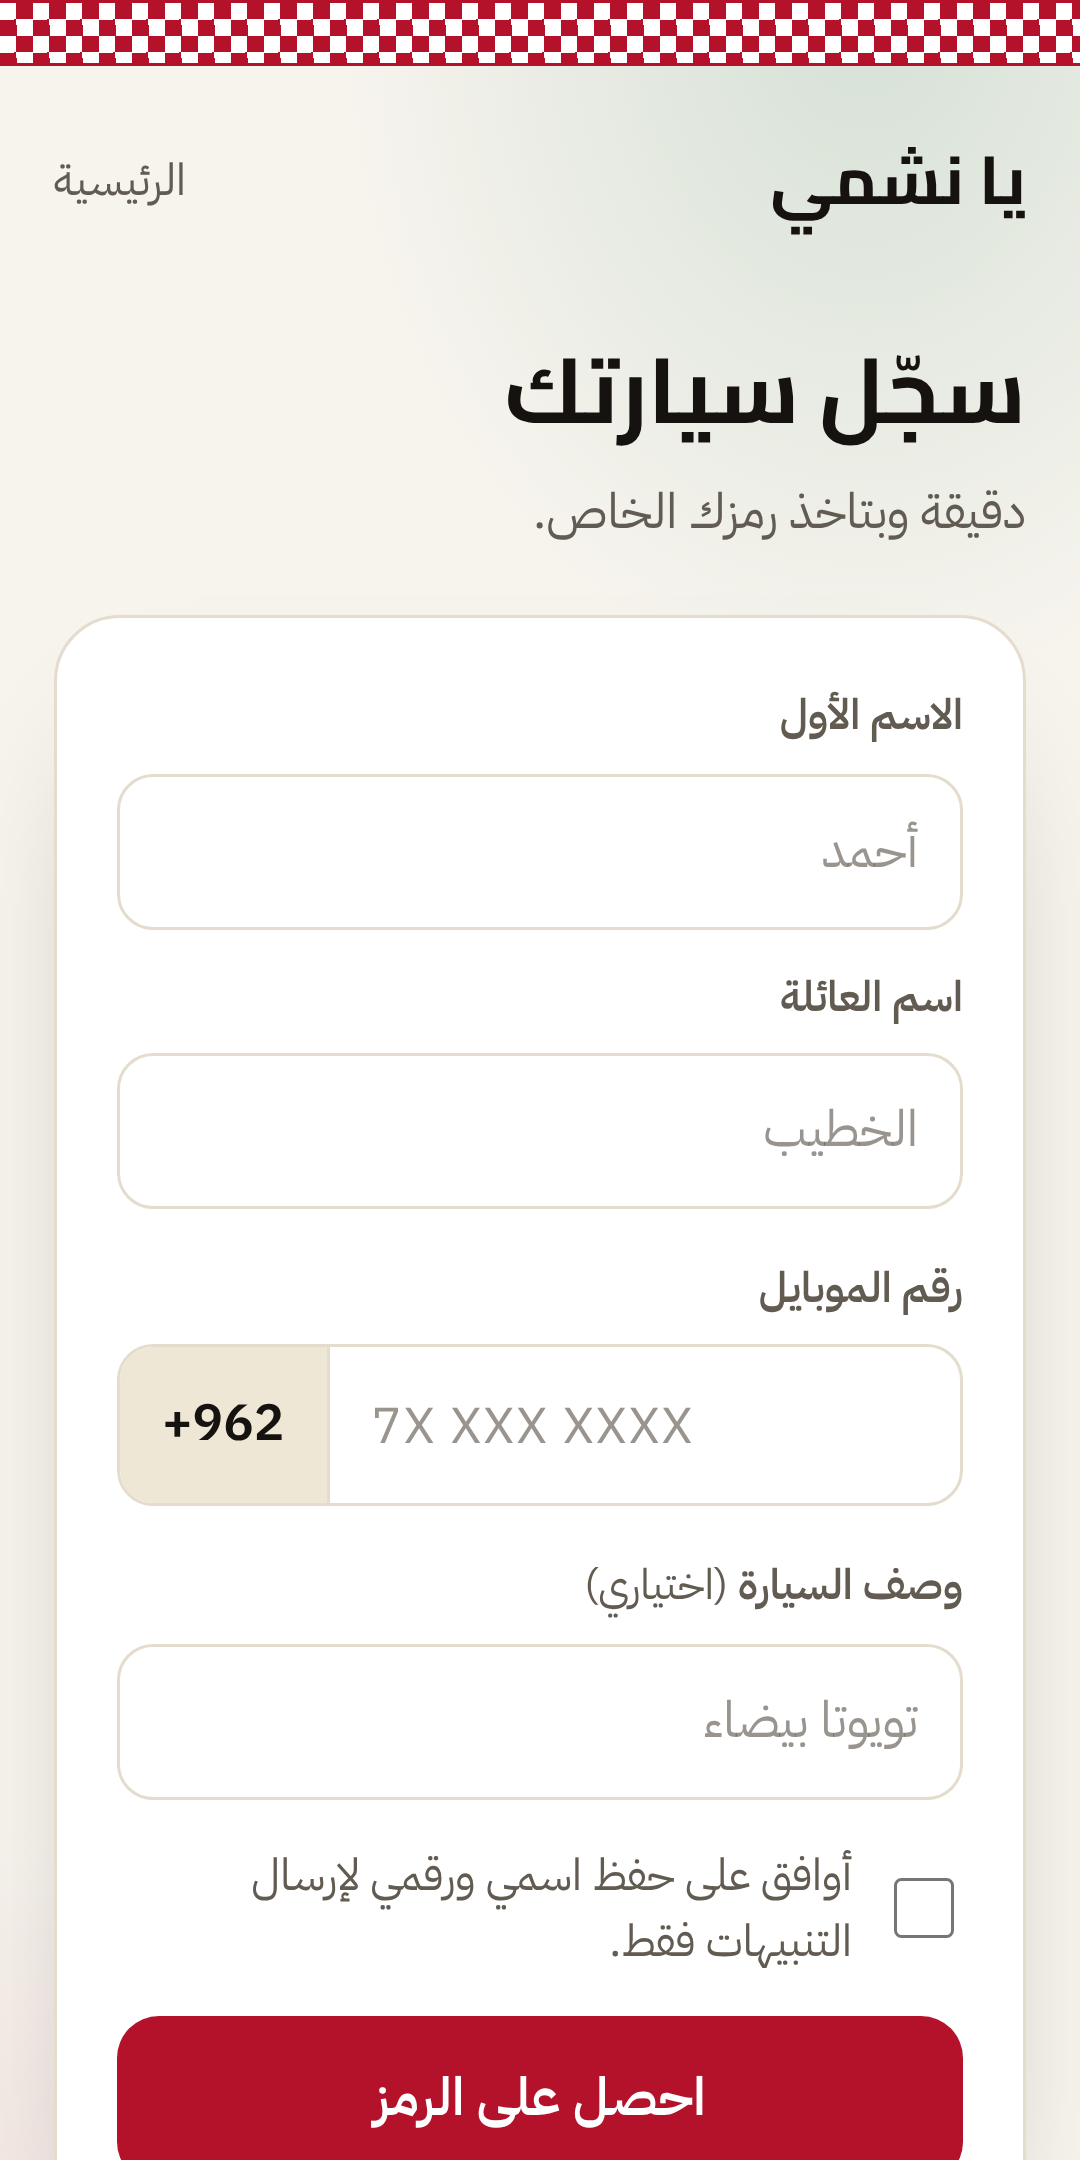 يا نشمي
الرئيسية
سجّل سيارتك
دقيقة وبتاخذ رمزك الخاص.
الاسم الأول
أحمد
اسم العائلة
الخطيب
رقم الموبايل
+962
7X XXX XXXX
وصف السيارة (اختياري)
تويوتا بيضاء
أوافق على حفظ اسمي ورقمي لإرسال
التنبيهات فقط.
احصل على الرمز